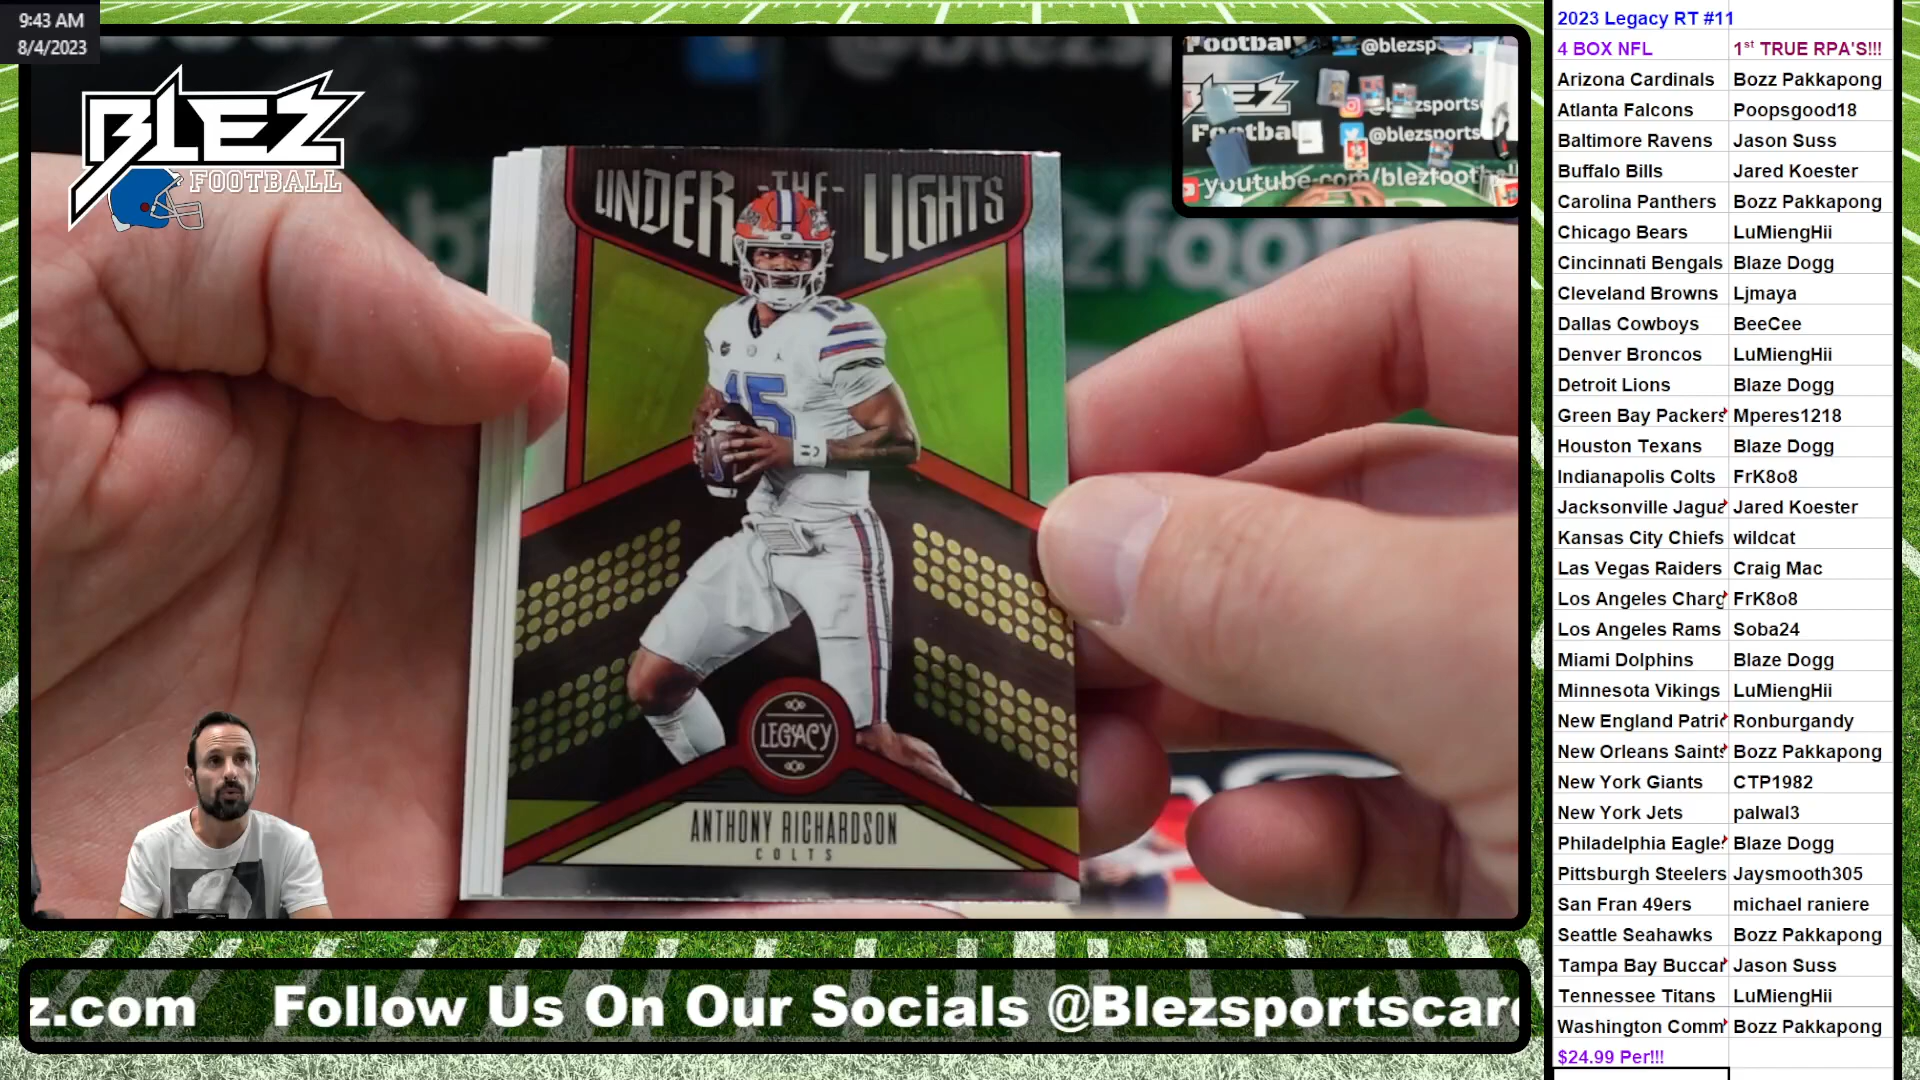 9:43 AM
8/4/2023
BLEZ
FOOTBALL
UNDER -THE- LIGHTS
15
15
LEGACY
ANTHONY RICHARDSON
COLTS
Football @blezsp
BLEZ
@blezsports
Football @blezsports
youtube.com/blezfootball
z.com Follow Us On Our Socials @Blezsportscar
2023 Legacy RT #11
4 BOX NFL 1st TRUE RPA'S!!!
Arizona Cardinals Bozz Pakkapong
Atlanta Falcons Poopsgood18
Baltimore Ravens Jason Suss
Buffalo Bills Jared Koester
Carolina Panthers Bozz Pakkapong
Chicago Bears LuMiengHii
Cincinnati Bengals Blaze Dogg
Cleveland Browns Ljmaya
Dallas Cowboys BeeCee
Denver Broncos LuMiengHii
Detroit Lions Blaze Dogg
Green Bay Packers Mperes1218
Houston Texans Blaze Dogg
Indianapolis Colts FrK8o8
Jacksonville Jagua Jared Koester
Kansas City Chiefs wildcat
Las Vegas Raiders Craig Mac
Los Angeles Charg FrK8o8
Los Angeles Rams Soba24
Miami Dolphins Blaze Dogg
Minnesota Vikings LuMiengHii
New England Patri Ronburgandy
New Orleans Saints Bozz Pakkapong
New York Giants CTP1982
New York Jets palwal3
Philadelphia Eagle Blaze Dogg
Pittsburgh Steelers Jaysmooth305
San Fran 49ers michael raniere
Seattle Seahawks Bozz Pakkapong
Tampa Bay Buccar Jason Suss
Tennessee Titans LuMiengHii
Washington Comm Bozz Pakkapong
$24.99 Per!!!